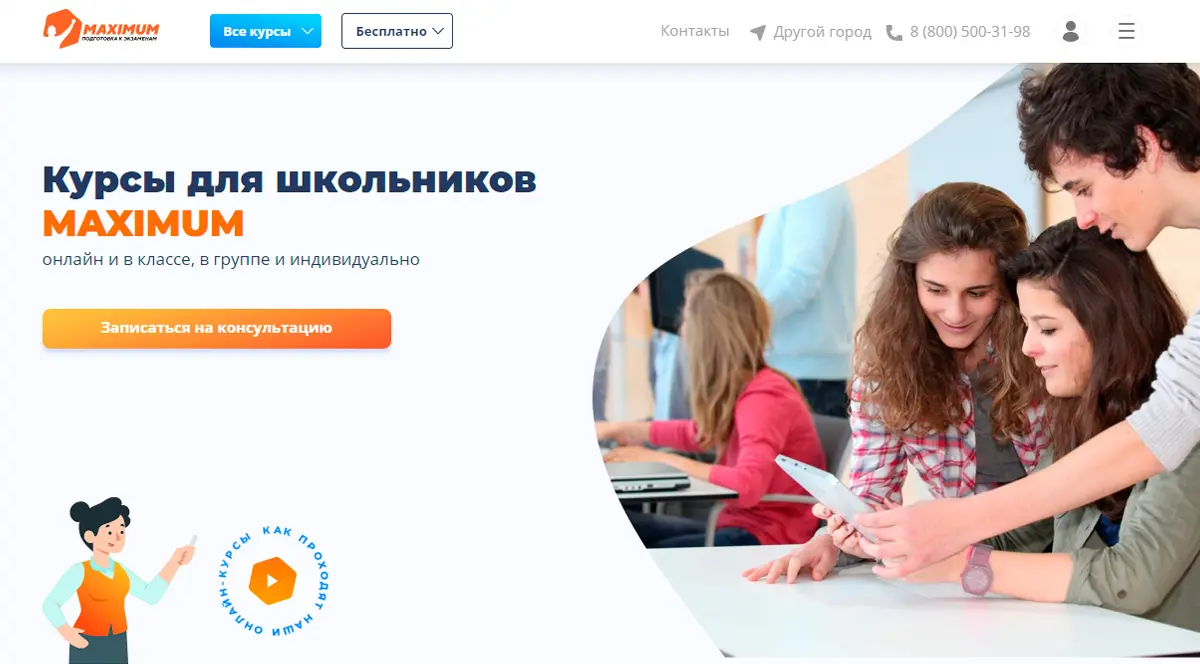 MAXIMUM
ПОДГОТОВКА К ЭКЗАМЕНАМ
Все курсы
Бесплатно
Контакты
Другой город
8 (800) 500-31-98
Курсы для школьников
MAXIMUM
онлайн и в классе, в группе и индивидуально
Записаться на консультацию
КАК ПРОХОДЯТ НАШИ ОНЛАЙН-КУРСЫ